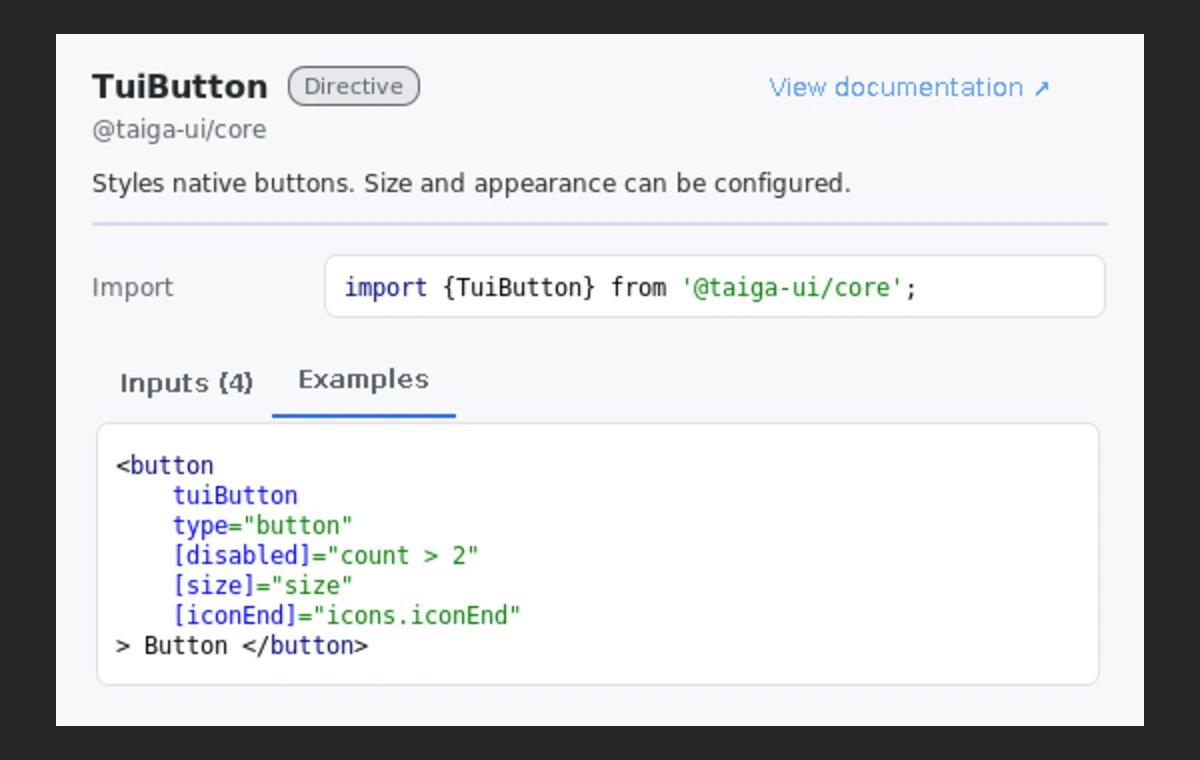 TuiButton Directive View documentation ↗
@taiga-ui/core
Styles native buttons. Size and appearance can be configured.
Import import {TuiButton} from '@taiga-ui/core';
Inputs (4) Examples
<button
    tuiButton
    type="button"
    [disabled]="count > 2"
    [size]="size"
    [iconEnd]="icons.iconEnd"
> Button </button>